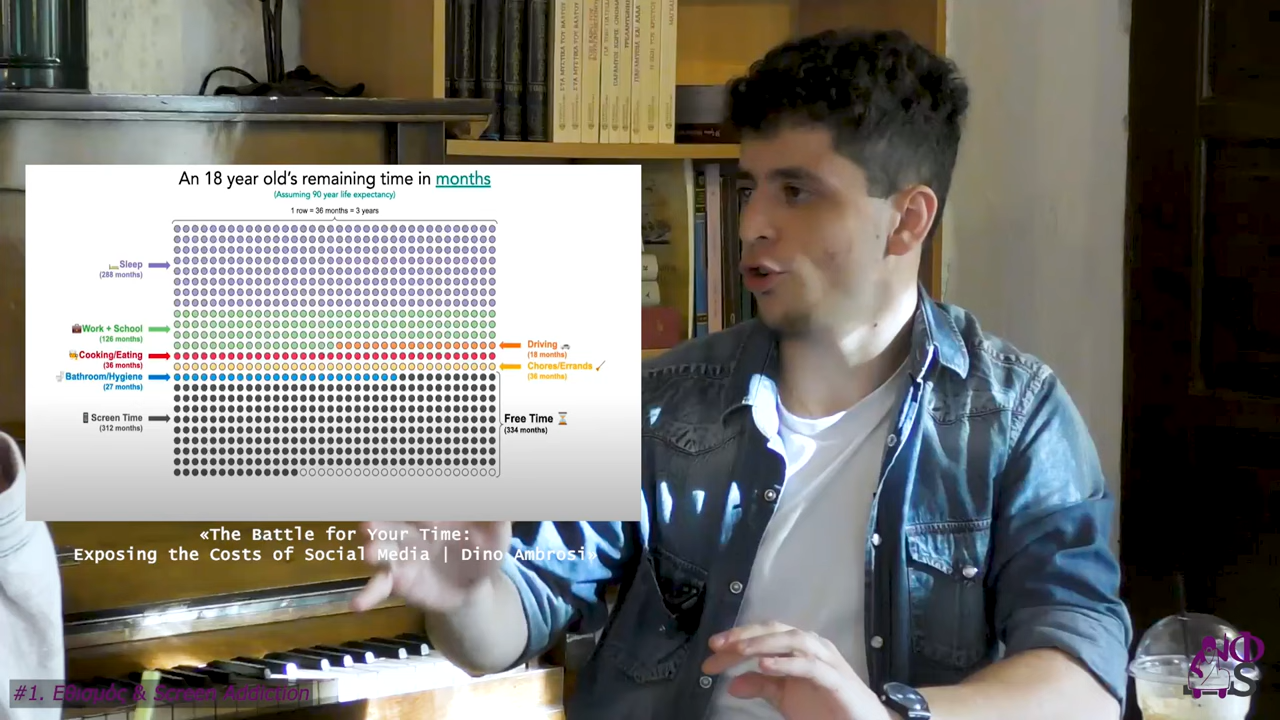 An 18 year old's remaining time in months
(Assuming 90 year life expectancy)
1 row = 36 months = 3 years
Sleep
(288 months)
Work + School
(126 months)
Driving
(18 months)
Cooking/Eating
(36 months)
Chores/Errands
(36 months)
Bathroom/Hygiene
(27 months)
Screen Time
(312 months)
Free Time
(334 months)
«The Battle for Your Time:
Exposing the Costs of Social Media | Dino Ambrosi»
#1. Εθισμός & Screen Addiction